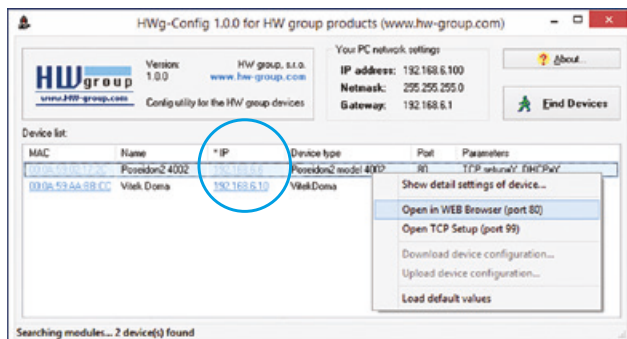 HWg-Config 1.0.0 for HW group products (www.hw-group.com)
HWgroup
www.HW-group.com
Version:
1.0.0
HW group, s.r.o.
www.hw-group.com
Config utility for the HW group devices
Your PC network settings
IP address: 192.168.6.100
Netmask: 255.255.255.0
Gateway: 192.168.6.1
? About...
Find Devices
Device list:
MAC Name * IP Device type Port Parameters
Poseidon2 4002 Poseidon2 model 4002 80
00:0A:59:AA:BB:CC Vitek Doma 192.168.6.10 VitekDoma
Show detail settings of device...
Open in WEB Browser (port 80)
Open TCP Setup (port 99)
Download device configuration...
Upload device configuration...
Load default values
Searching modules... 2 device(s) found